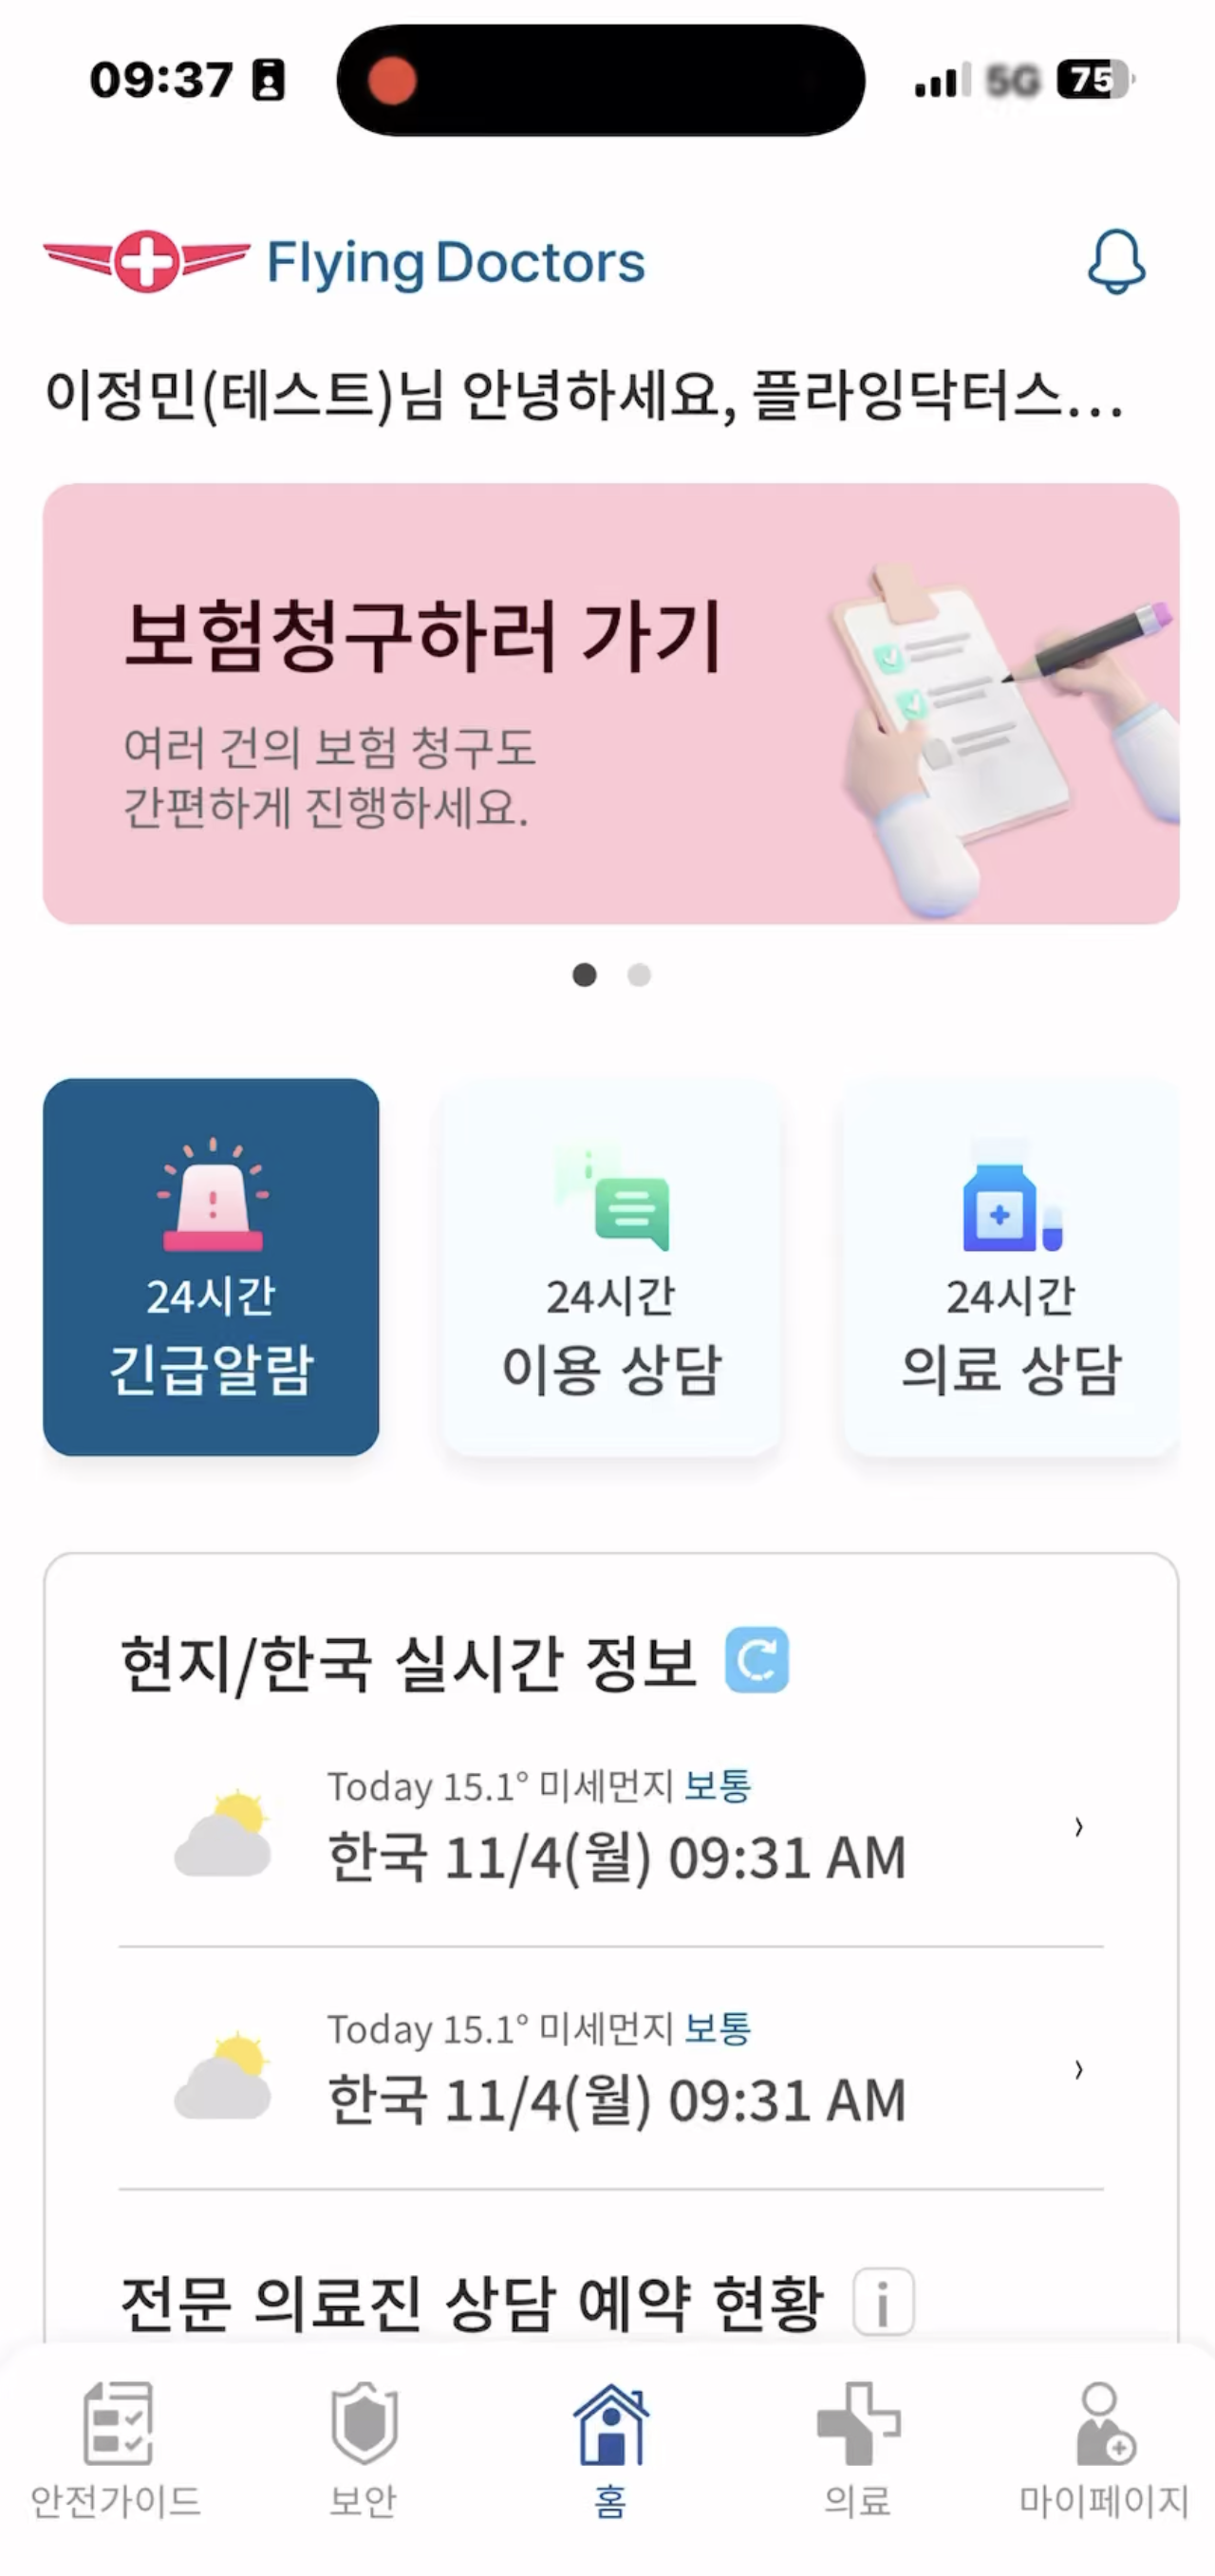 09:37
5G
75
Flying Doctors
이정민(테스트)님 안녕하세요, 플라잉닥터스...
보험청구하러 가기
여러 건의 보험 청구도
간편하게 진행하세요.
24시간
긴급알람
24시간
이용 상담
24시간
의료 상담
현지/한국 실시간 정보
Today 15.1° 미세먼지 보통
한국 11/4(월) 09:31 AM
Today 15.1° 미세먼지 보통
한국 11/4(월) 09:31 AM
전문 의료진 상담 예약 현황
안전가이드
보안
홈
의료
마이페이지